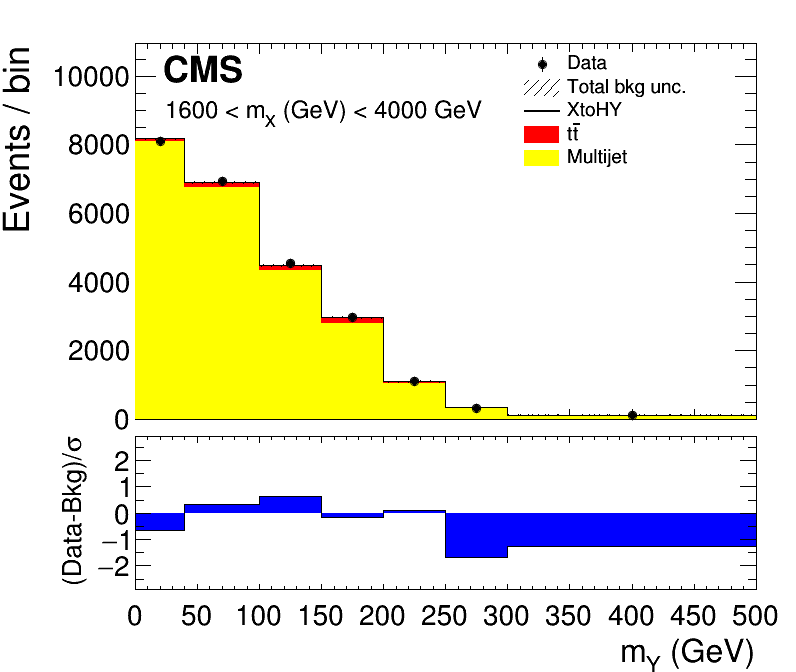 Events / bin
10000
8000
6000
4000
2000
0
CMS
1600 < m_X (GeV) < 4000 GeV
Data
Total bkg unc.
XtoHY
tt̄
Multijet
(Data-Bkg)/σ
2
1
0
−1
−2
0 50 100 150 200 250 300 350 400 450 500
m_Y (GeV)